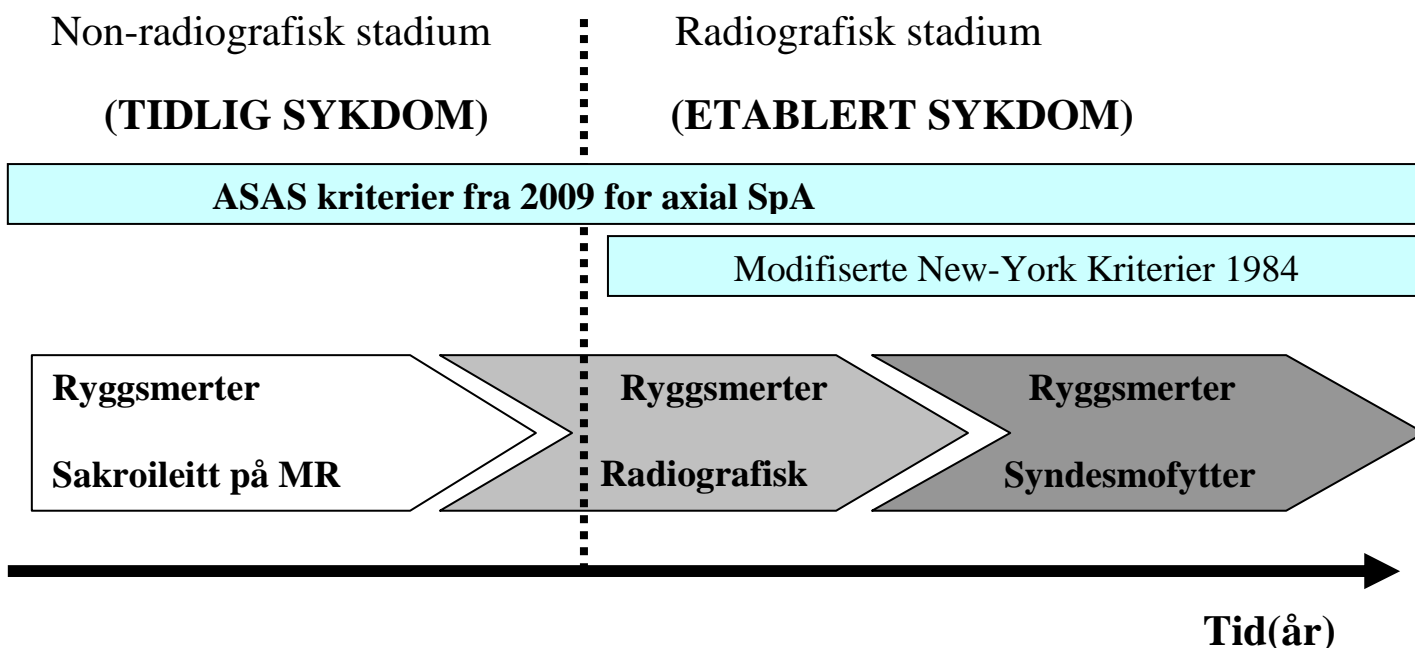 Non-radiografisk stadium
Radiografisk stadium
(TIDLIG SYKDOM)
(ETABLERT SYKDOM)
ASAS kriterier fra 2009 for axial SpA
Modifiserte New-York Kriterier 1984
Ryggsmerter
Sakroileitt på MR
Ryggsmerter
Radiografisk
Ryggsmerter
Syndesmofytter
Tid(år)